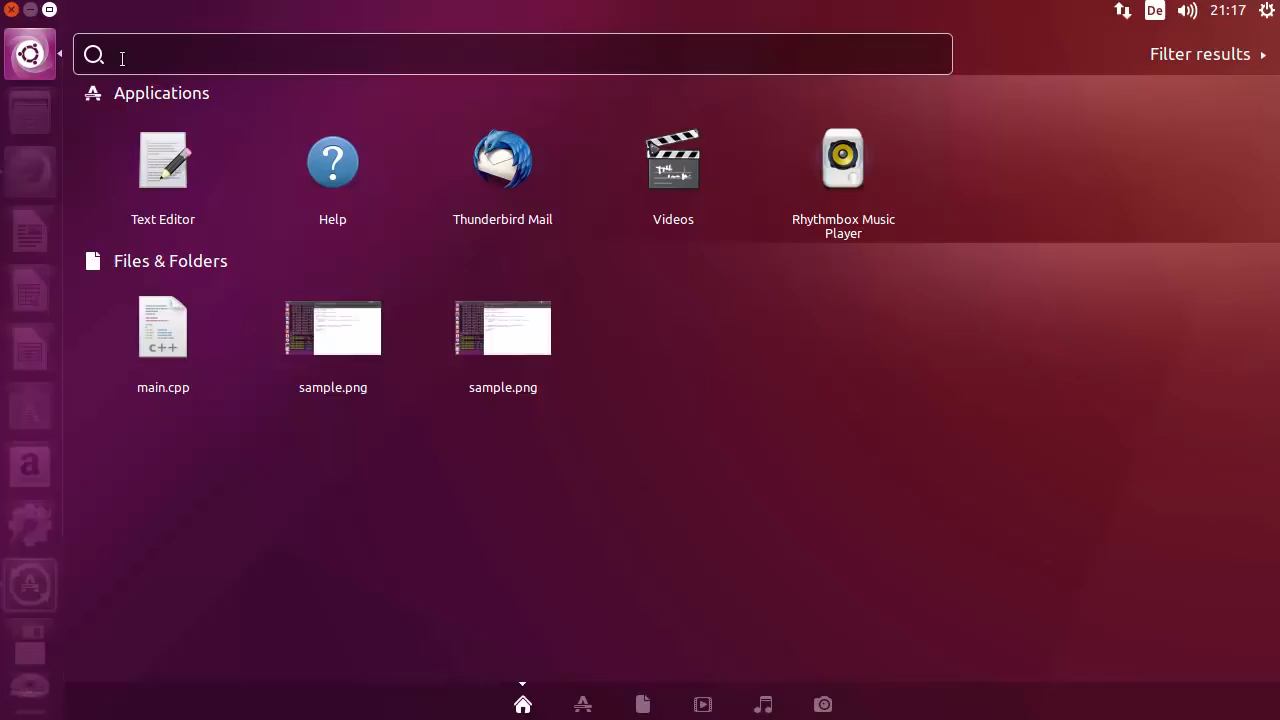 De 21:17
Filter results
Applications
Text Editor
Help
Thunderbird Mail
Videos
Rhythmbox Music
Player
Files & Folders
c++
main.cpp
sample.png
sample.png
a